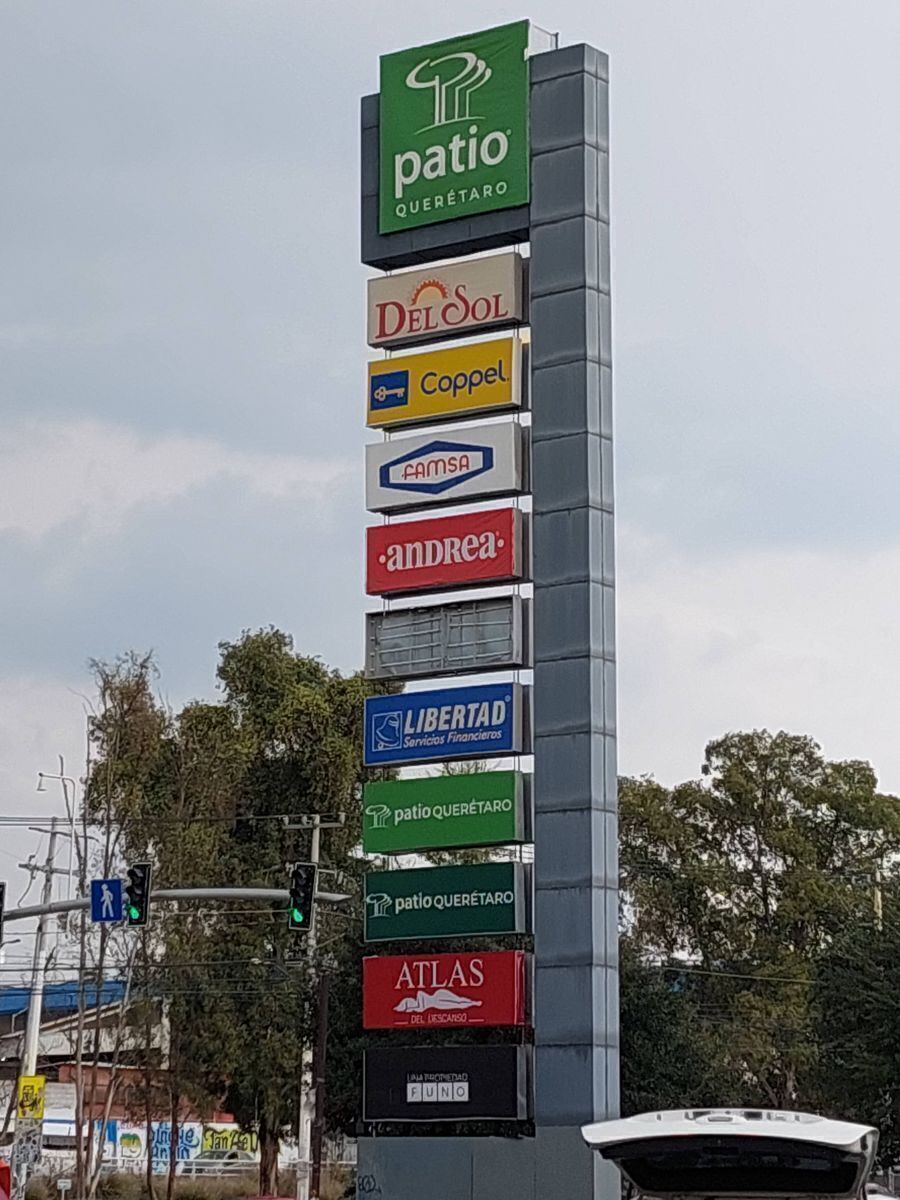 patio
QUERÉTARO
DEL SOL
Coppel
FAMSA
·andrea·
LIBERTAD
Servicios Financieros
patio QUERÉTARO
patio QUERÉTARO
ATLAS
DEL DESCANSO
UNA PROPIEDAD
FUNO